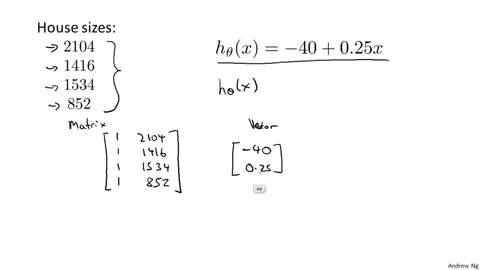 House sizes:
→ 2104
→ 1416
→ 1534
→ 852
hθ(x) = −40 + 0.25x
hθ(x)
Matrix
1 2104
1 1416
1 1534
1 852
Vector
−40
0.25
Andrew Ng